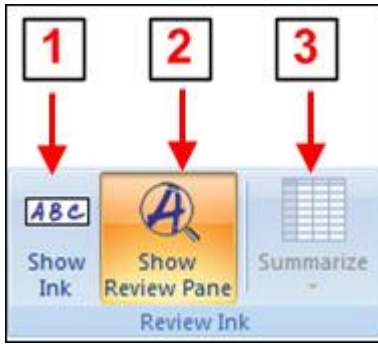 1 2 3
ABC A
Show Show Summarize
Ink Review Pane
Review Ink